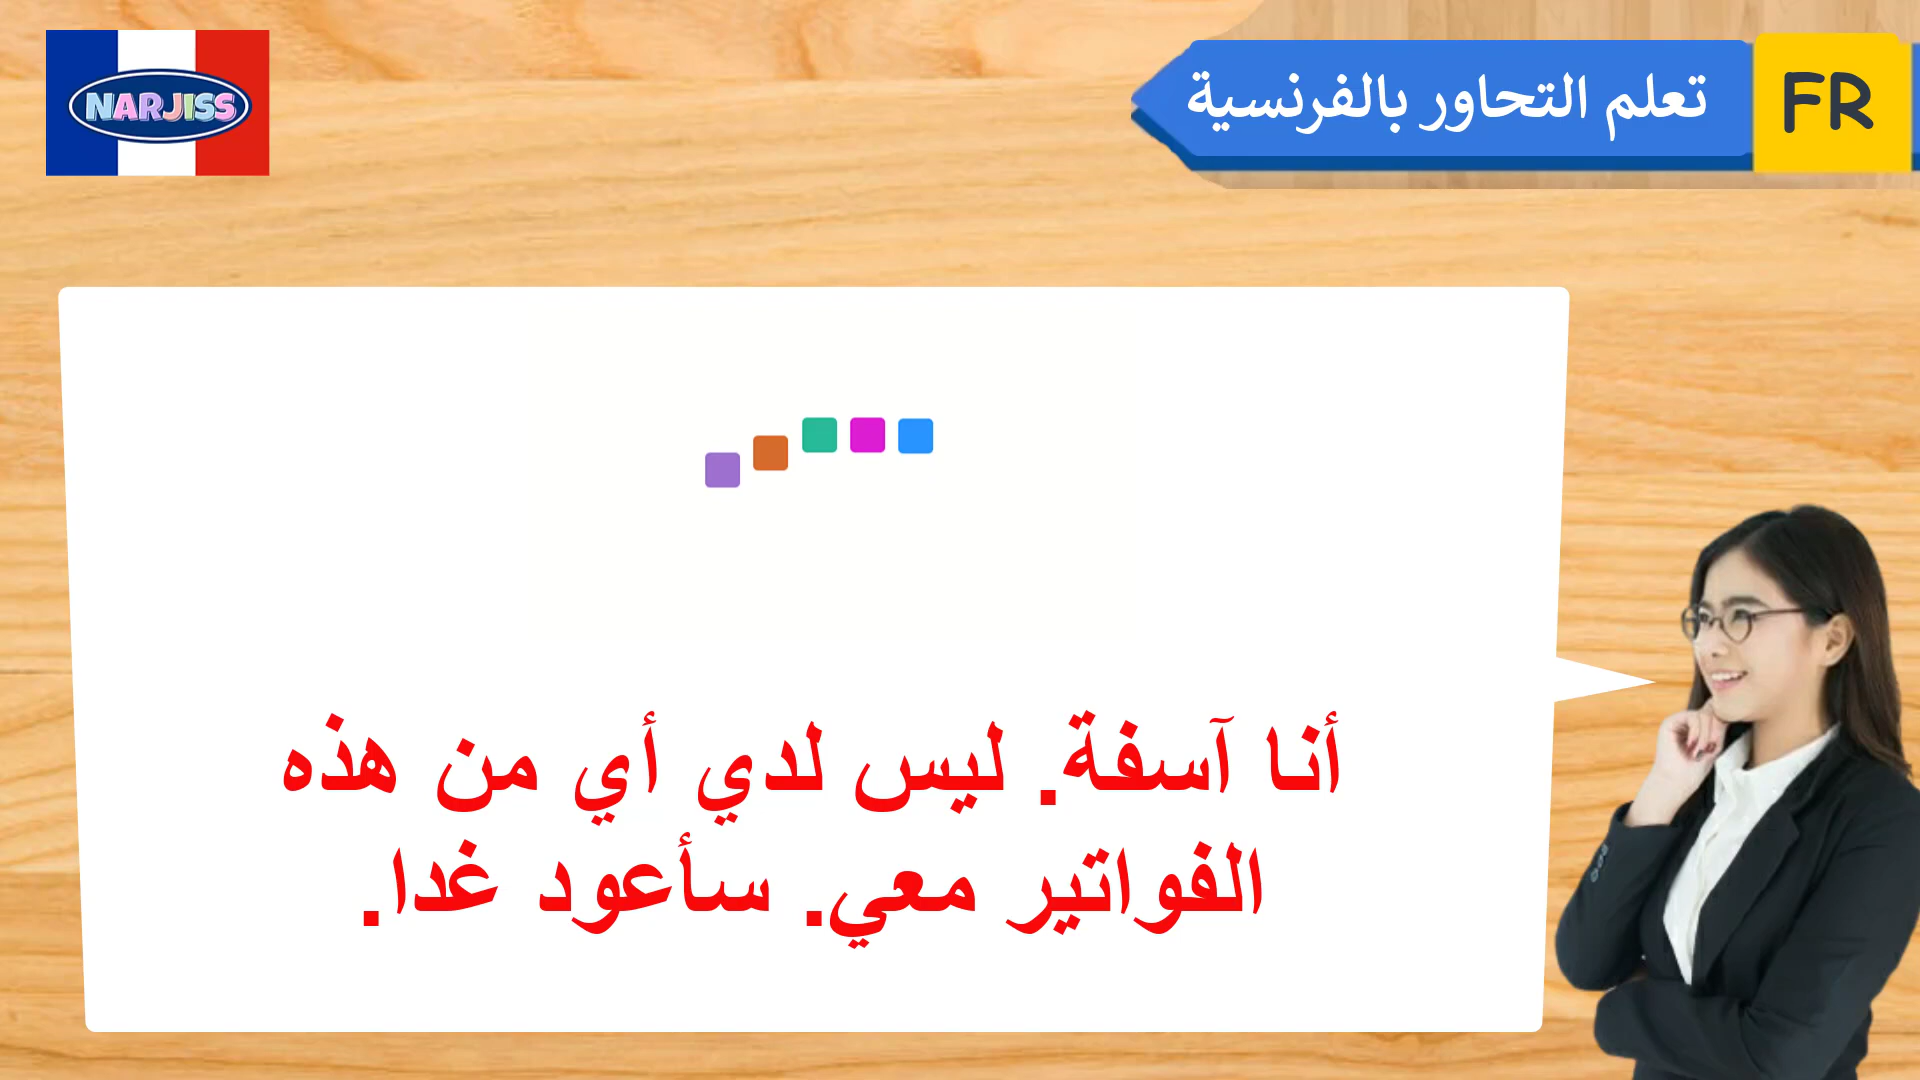 NARJISS
تعلم التحاور بالفرنسية
FR
أنا آسفة. ليس لدي أي من هذه
الفواتير معي. سأعود غدا.